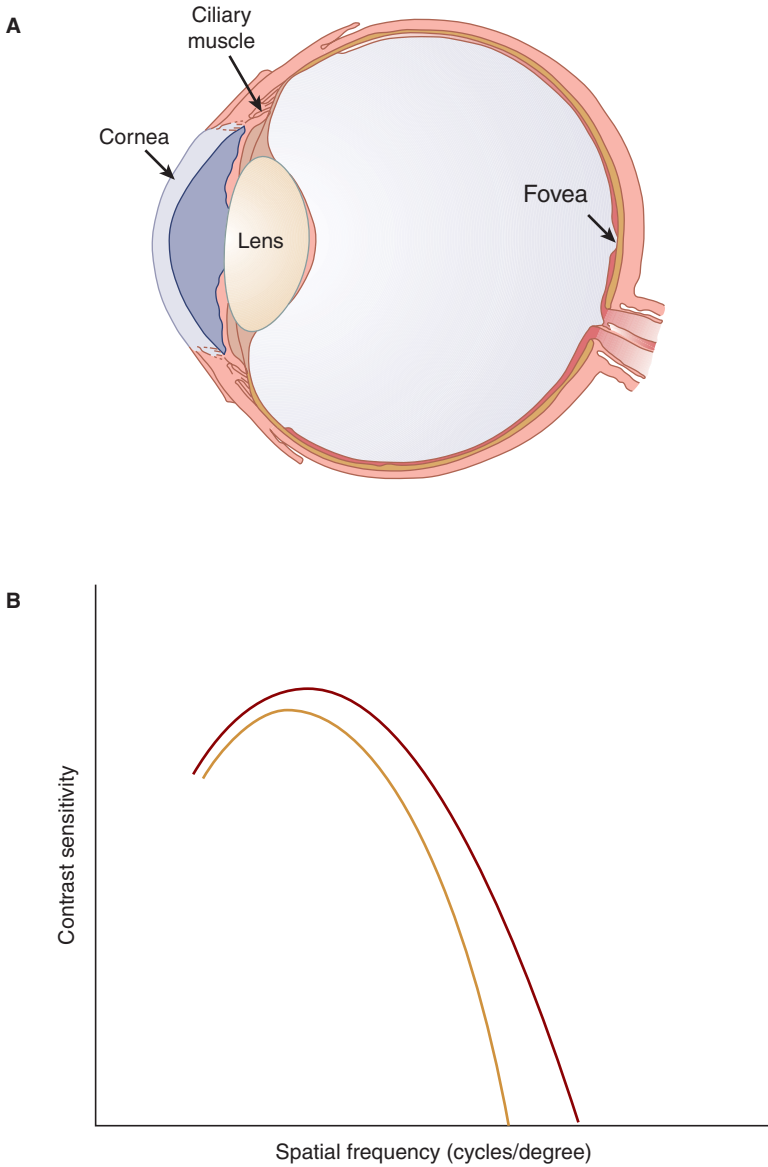 A
Ciliary
muscle
Cornea
Lens
Fovea
B
Contrast sensitivity
Spatial frequency (cycles/degree)